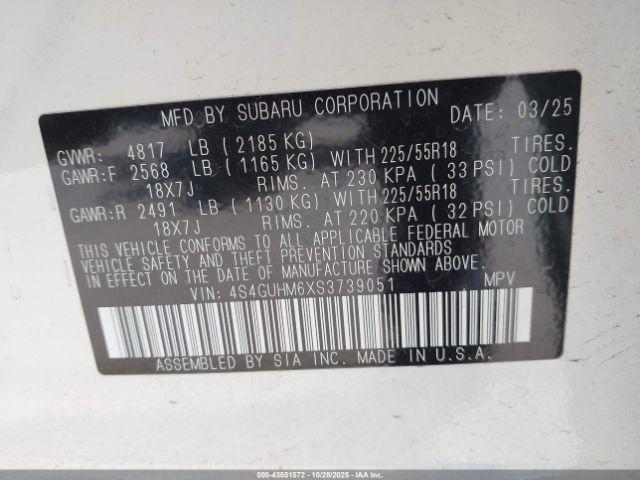 MFD BY SUBARU CORPORATION DATE: 03/25
GVWR: 4817 LB ( 2185 KG)
GAWR:F 2568 LB ( 1165 KG) WITH 225/55R18 TIRES.
18X7J RIMS. AT 230 KPA ( 33 PSI) COLD
GAWR:R 2491 LB ( 1130 KG) WITH 225/55R18 TIRES.
18X7J RIMS. AT 220 KPA ( 32 PSI) COLD
THIS VEHICLE CONFORMS TO ALL APPLICABLE FEDERAL MOTOR
VEHICLE SAFETY AND THEFT PREVENTION STANDARDS
IN EFFECT ON THE DATE OF MANUFACTURE SHOWN ABOVE.
VIN: 4S4GUHM6XS3739051 MPV
ASSEMBLED BY SIA INC. MADE IN U.S.A.
000-43551572 - 10/28/2025 - IAAI.COM